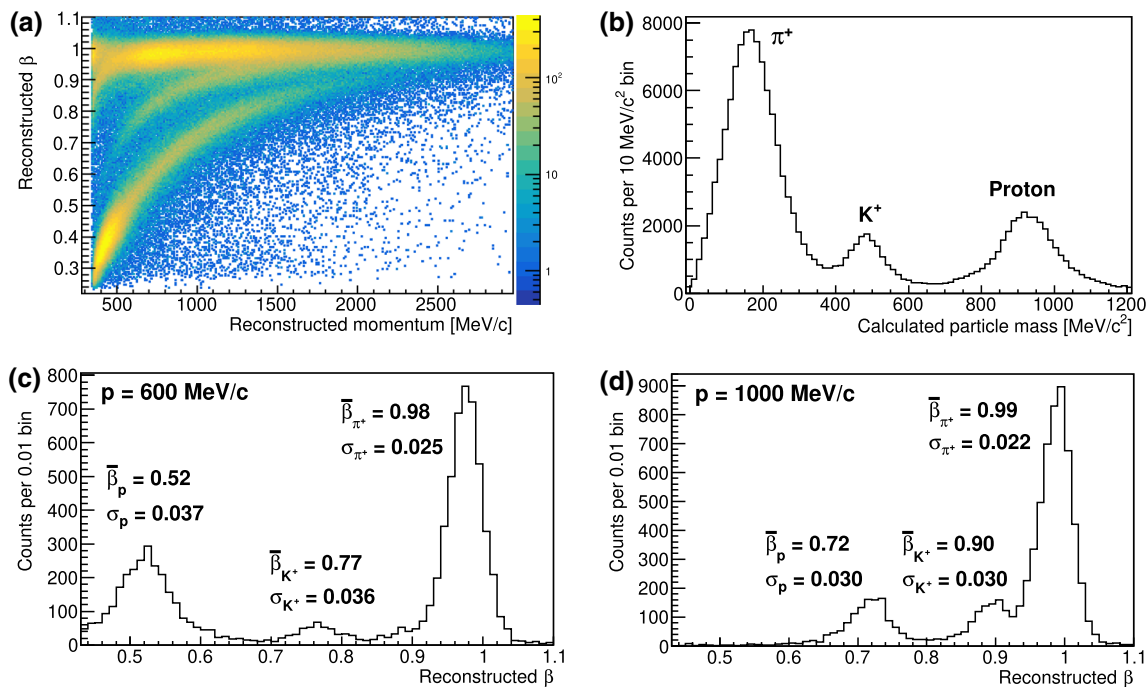 (a)
Reconstructed β
1.1
1
0.9
0.8
0.7
0.6
0.5
0.4
0.3
500 1000 1500 2000 2500
Reconstructed momentum [MeV/c]
10²
10
1
(b)
Counts per 10 MeV/c² bin
8000
6000
4000
2000
0
π⁺
K⁺
Proton
0 200 400 600 800 1000 1200
Calculated particle mass [MeV/c²]
(c)
Counts per 0.01 bin
800
700
600
500
400
300
200
100
0
p = 600 MeV/c
β̅π⁺ = 0.98
σπ⁺ = 0.025
β̅p = 0.52
σp = 0.037
β̅K⁺ = 0.77
σK⁺ = 0.036
0.5 0.6 0.7 0.8 0.9 1 1.1
Reconstructed β
(d)
Counts per 0.01 bin
900
800
700
600
500
400
300
200
100
0
p = 1000 MeV/c
β̅π⁺ = 0.99
σπ⁺ = 0.022
β̅p = 0.72
σp = 0.030
β̅K⁺ = 0.90
σK⁺ = 0.030
0.5 0.6 0.7 0.8 0.9 1 1.1
Reconstructed β